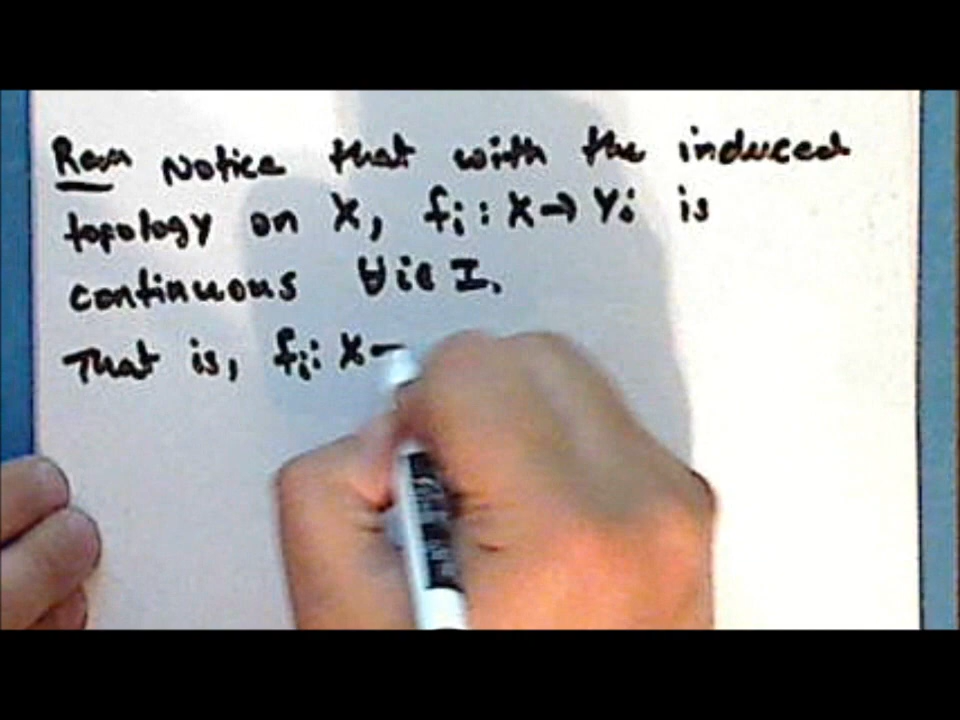 Rem Notice that with the induced
topology on X, fᵢ : X → Yᵢ is
continuous ∀ i ∈ I.
That is, fᵢ: X –